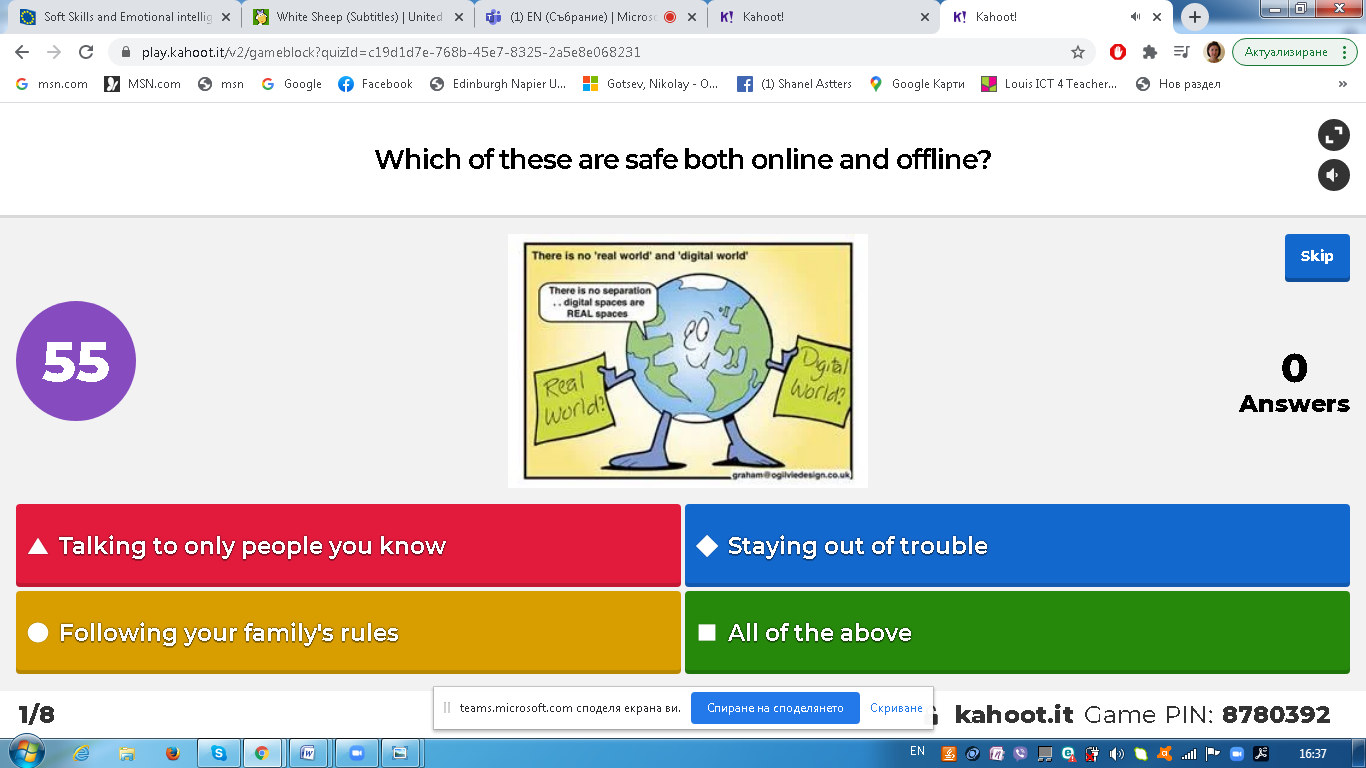 Soft Skills and Emotional intellig
White Sheep (Subtitles) | United
(1) EN (Събрание) | Micros
Kahoot!
Kahoot!
play.kahoot.it/v2/gameblock?quizId=c19d1d7e-768b-45e7-8325-2a5e8e068231
Актуализиране
msn.com
MSN.com
msn
Google
Facebook
Edinburgh Napier U...
Gotsev, Nikolay - O...
(1) Shanel Astters
Google Карти
Louis ICT 4 Teacher...
Нов раздел
»
Which of these are safe both online and offline?
There is no 'real world' and 'digital world'
There is no separation
. . digital spaces are
REAL spaces
Real
World?
Digital
World?
graham@ogilviedesign.co.uk
Skip
55
0
Answers
Talking to only people you know
Staying out of trouble
Following your family's rules
All of the above
1/8
teams.microsoft.com споделя екрана ви.
Спиране на споделянето
Скриване
kahoot.it Game PIN: 8780392
EN
16:37